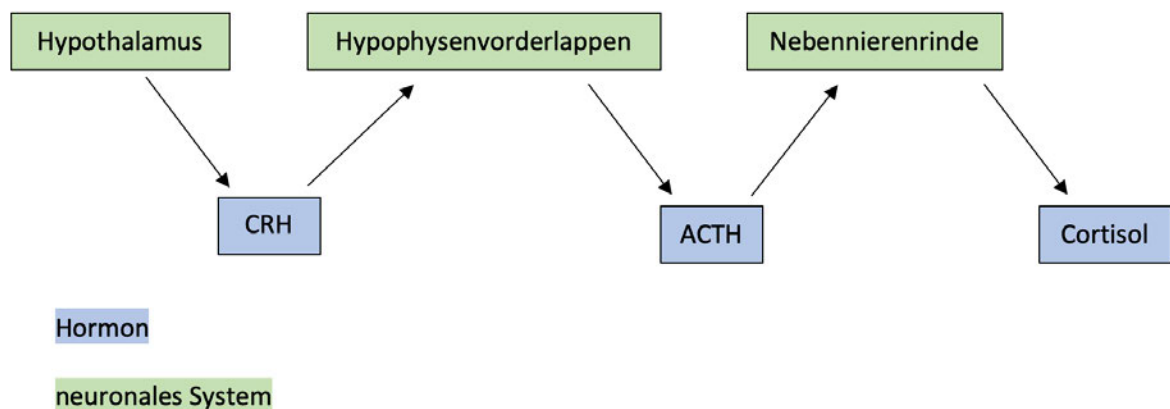 Hypothalamus
Hypophysenvorderlappen
Nebennierenrinde
CRH
ACTH
Cortisol
Hormon
neuronales System